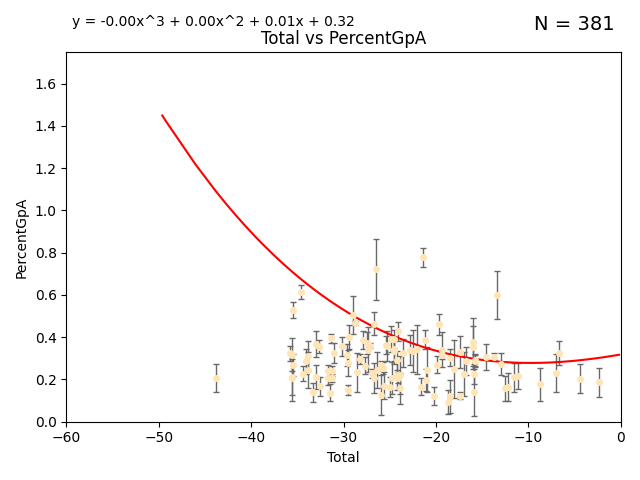 y = -0.00x^3 + 0.00x^2 + 0.01x + 0.32
N = 381
Total vs PercentGpA
PercentGpA
1.6
1.4
1.2
1.0
0.8
0.6
0.4
0.2
0.0
−60 −50 −40 −30 −20 −10 0
Total